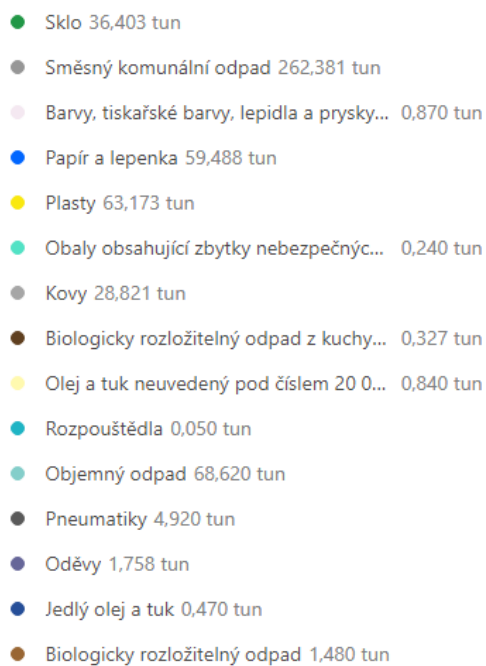 Sklo 36,403 tun
Směsný komunální odpad 262,381 tun
Barvy, tiskařské barvy, lepidla a prysky... 0,870 tun
Papír a lepenka 59,488 tun
Plasty 63,173 tun
Obaly obsahující zbytky nebezpečnýc... 0,240 tun
Kovy 28,821 tun
Biologicky rozložitelný odpad z kuchy... 0,327 tun
Olej a tuk neuvedený pod číslem 20 0... 0,840 tun
Rozpouštědla 0,050 tun
Objemný odpad 68,620 tun
Pneumatiky 4,920 tun
Oděvy 1,758 tun
Jedlý olej a tuk 0,470 tun
Biologicky rozložitelný odpad 1,480 tun